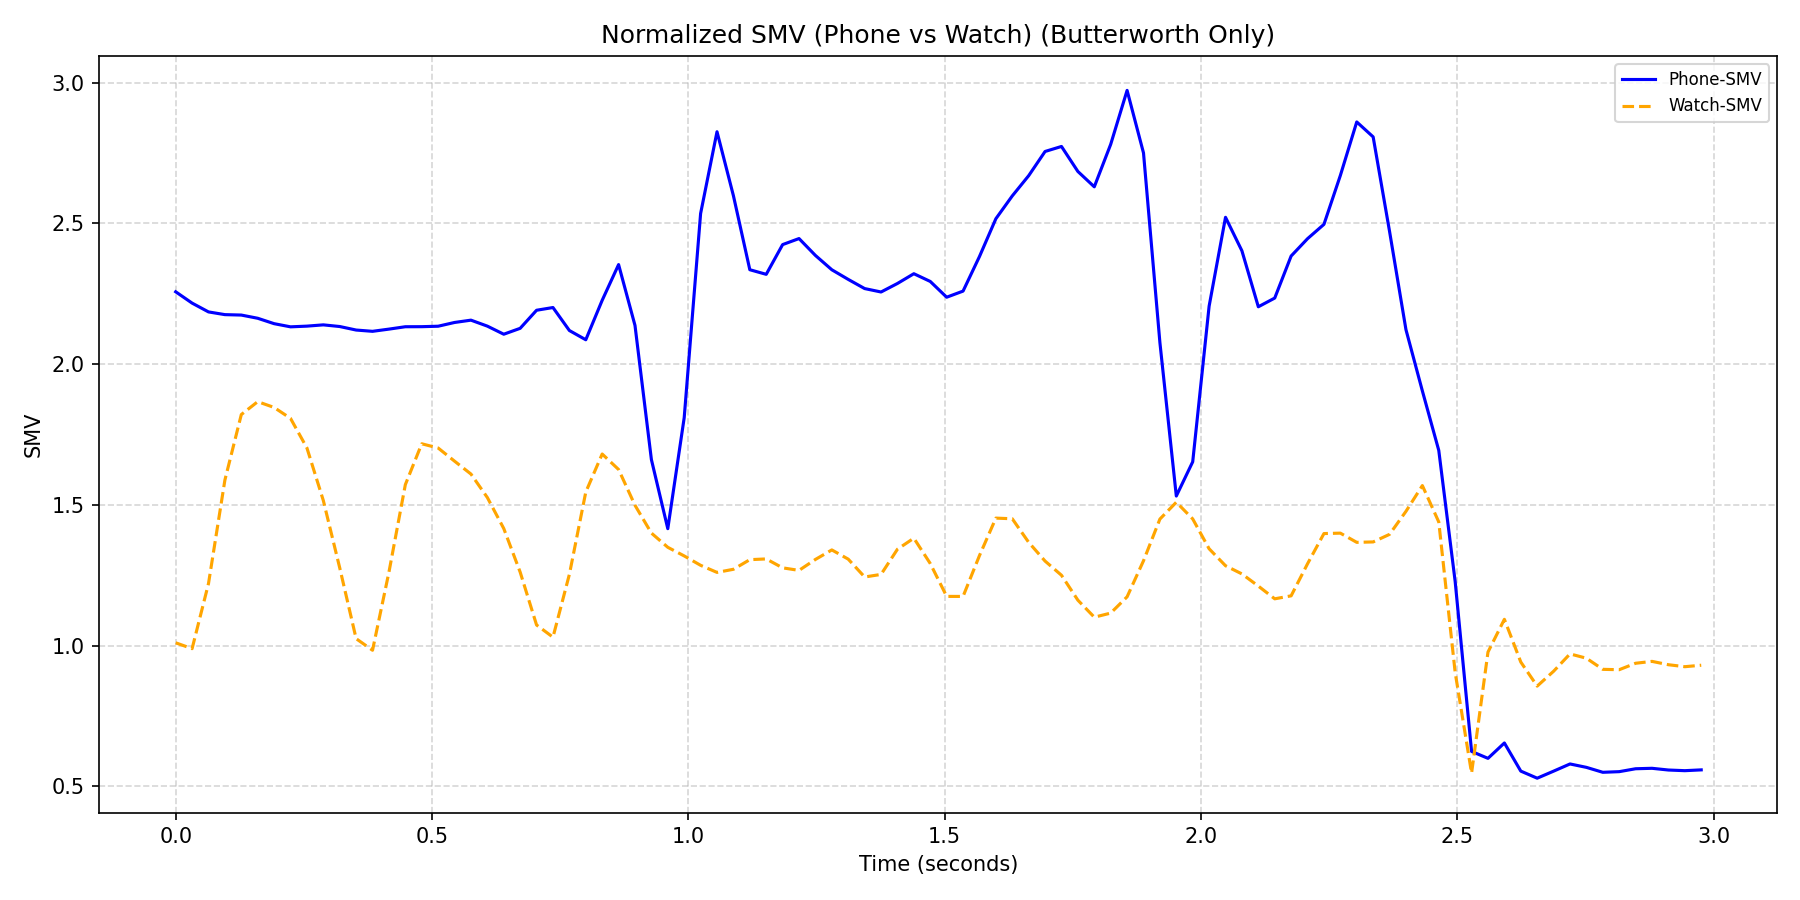 Normalized SMV (Phone vs Watch) (Butterworth Only)
Phone-SMV
Watch-SMV
SMV
3.0
2.5
2.0
1.5
1.0
0.5
0.0 0.5 1.0 1.5 2.0 2.5 3.0
Time (seconds)